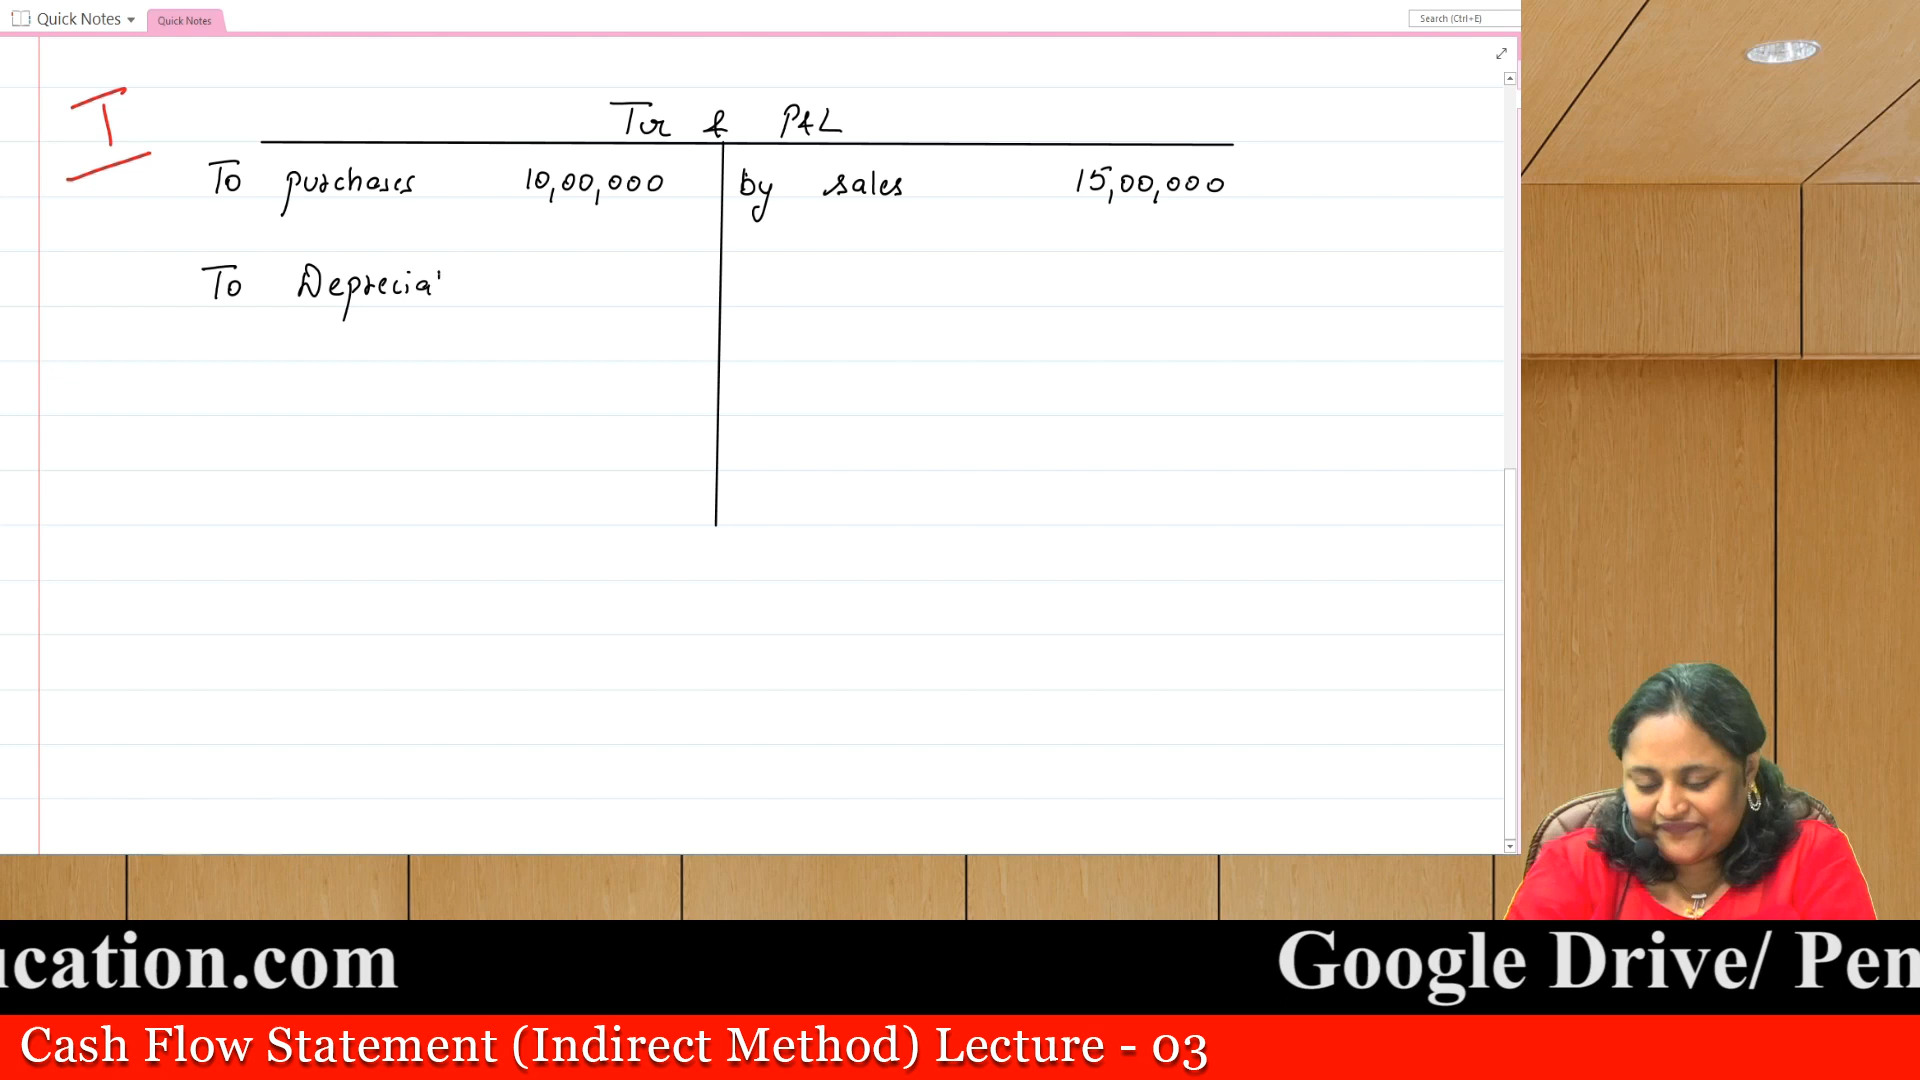 Quick Notes
Quick Notes
Search (Ctrl+E)
I
Tr & P&L
To purchases 10,00,000 by sales 15,00,000
To Deprecia'
ucation.com Google Drive/ Pen
Cash Flow Statement (Indirect Method) Lecture - 03